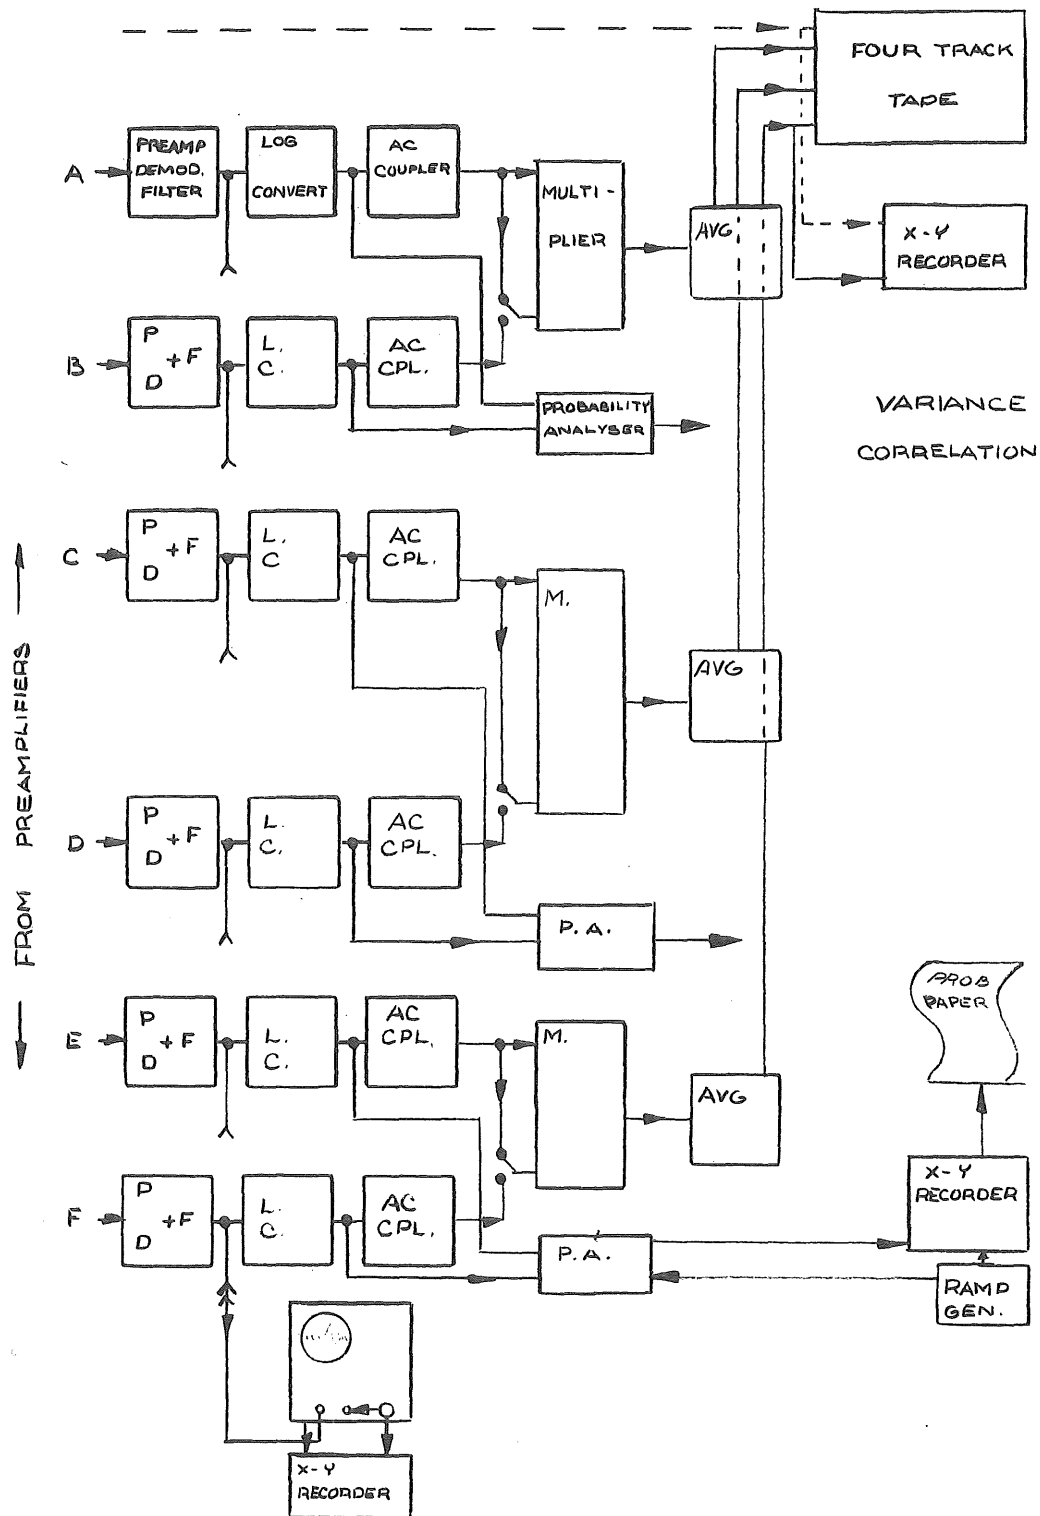 FOUR TRACK
TAPE
A
PREAMP
DEMOD.
FILTER
LOG
CONVERT
AC
COUPLER
MULTI-
PLIER
AVG
X-Y
RECORDER
B
P
+F
D
L.
C.
AC
CPL.
PROBABILITY
ANALYSER
VARIANCE
CORRELATION
C
P
+F
D
L.
C
AC
CPL.
M.
AVG
FROM PREAMPLIFIERS
D
P
+F
D
L.
C.
AC
CPL.
P.A.
PROB
PAPER
E
P
+F
D
L.
C.
AC
CPL.
M.
AVG
F
P
+F
D
L.
C.
AC
CPL.
P.A.
X-Y
RECORDER
RAMP
GEN.
X-Y
RECORDER